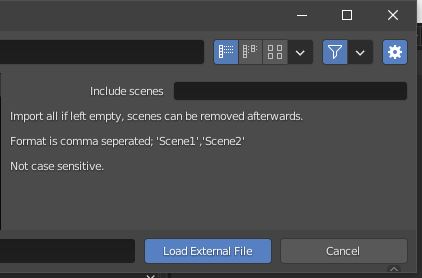 Include scenes
Import all if left empty, scenes can be removed afterwards.
Format is comma seperated; 'Scene1','Scene2'
Not case sensitive.
Load External File
Cancel